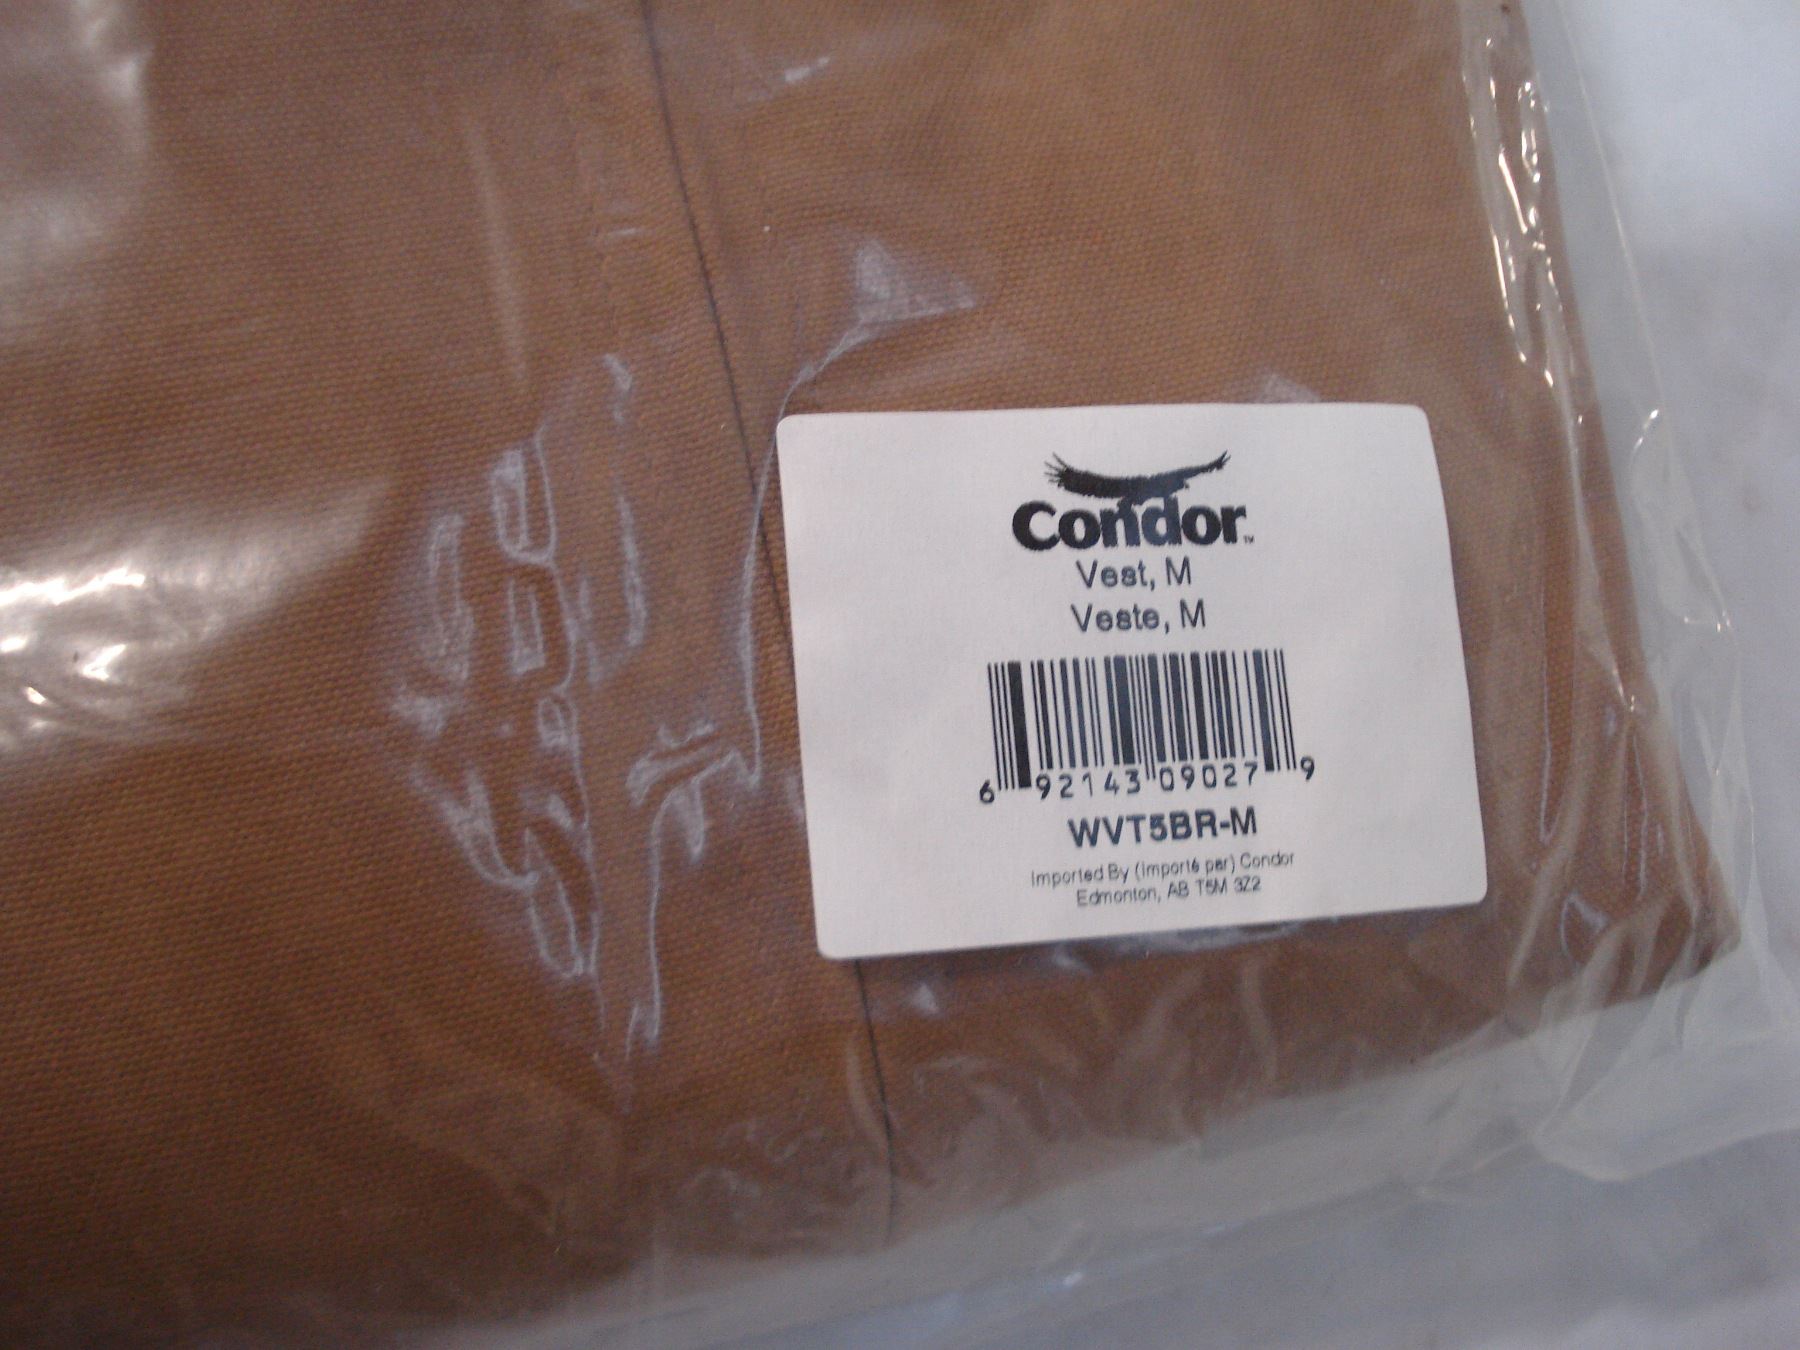 Condor™
Vest, M
Veste, M
6 92143 09027 9
WVT5BR-M
Imported By (Importé par) Condor
Edmonton, AB T5M 3Z2